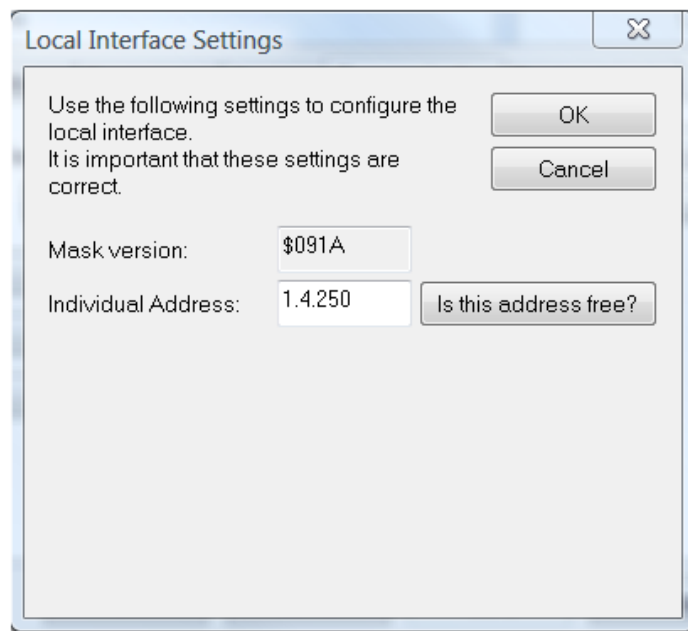 Local Interface Settings
Use the following settings to configure the
local interface.
It is important that these settings are
correct.
OK
Cancel
Mask version:
$091A
Individual Address:
1.4.250
Is this address free?